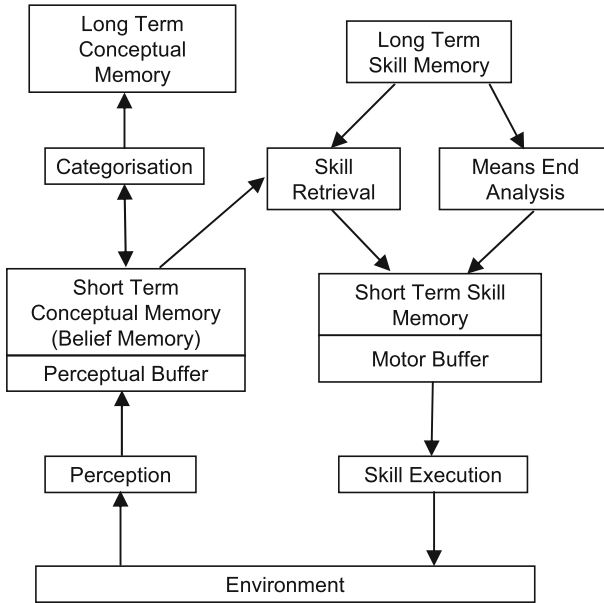 Long Term
Conceptual
Memory
Long Term
Skill Memory
Categorisation
Skill
Retrieval
Means End
Analysis
Short Term
Conceptual Memory
(Belief Memory)
Perceptual Buffer
Short Term Skill
Memory
Motor Buffer
Perception
Skill Execution
Environment